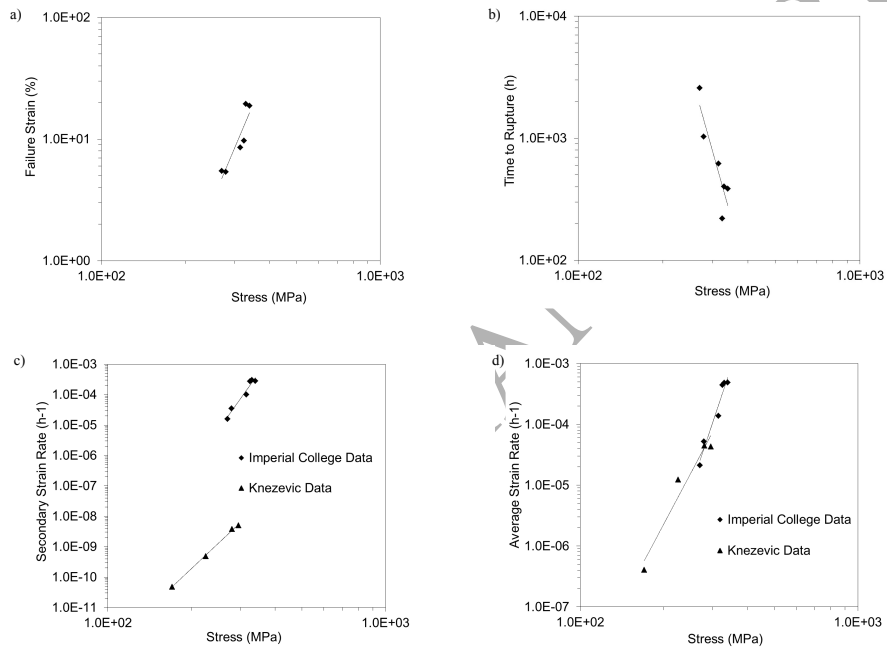 a)
1.0E+02
1.0E+01
1.0E+00
Failure Strain (%)
1.0E+02
1.0E+03
Stress (MPa)
b)
1.0E+04
1.0E+03
1.0E+02
Time to Rupture (h)
1.0E+02
1.0E+03
Stress (MPa)
c)
1.0E-03
1.0E-04
1.0E-05
1.0E-06
1.0E-07
1.0E-08
1.0E-09
1.0E-10
1.0E-11
Secondary Strain Rate (h-1)
Imperial College Data
Knezevic Data
1.0E+02
1.0E+03
Stress (MPa)
d)
1.0E-03
1.0E-04
1.0E-05
1.0E-06
1.0E-07
Average Strain Rate (h-1)
Imperial College Data
Knezevic Data
1.0E+02
1.0E+03
Stress (MPa)